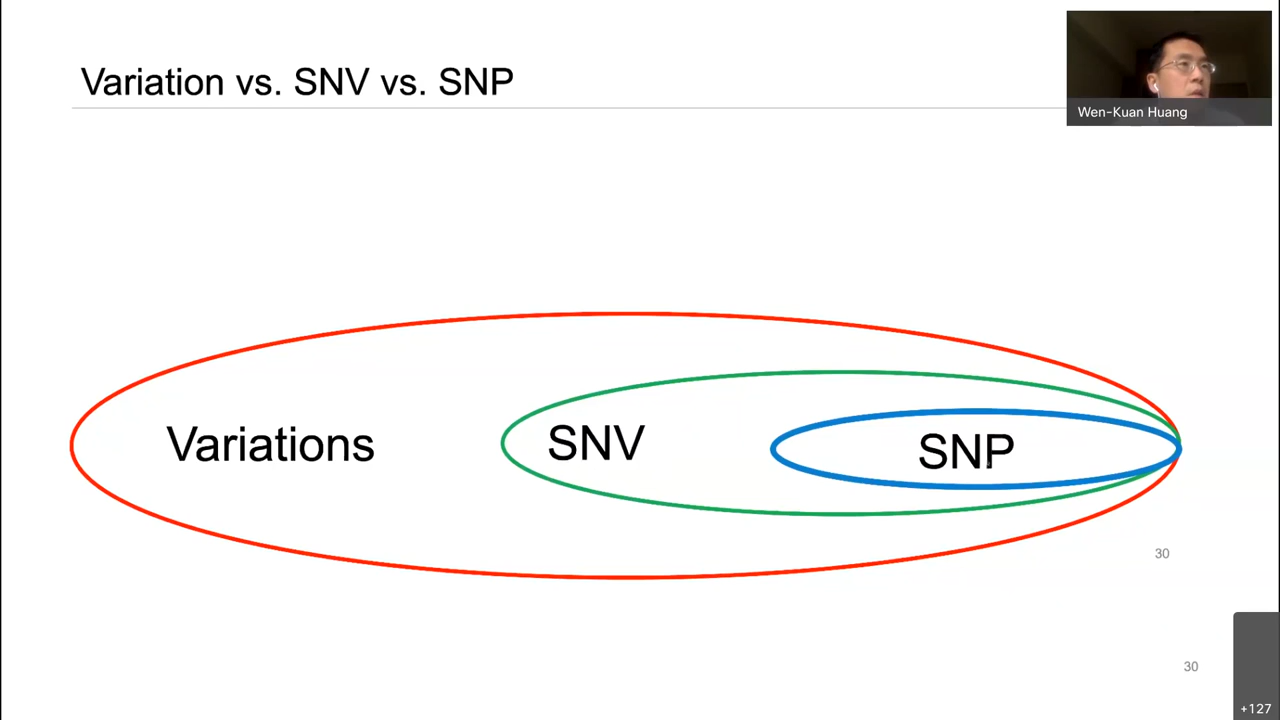 Variation vs. SNV vs. SNP
Wen-Kuan Huang
Variations
SNV
SNP
30
30
+127